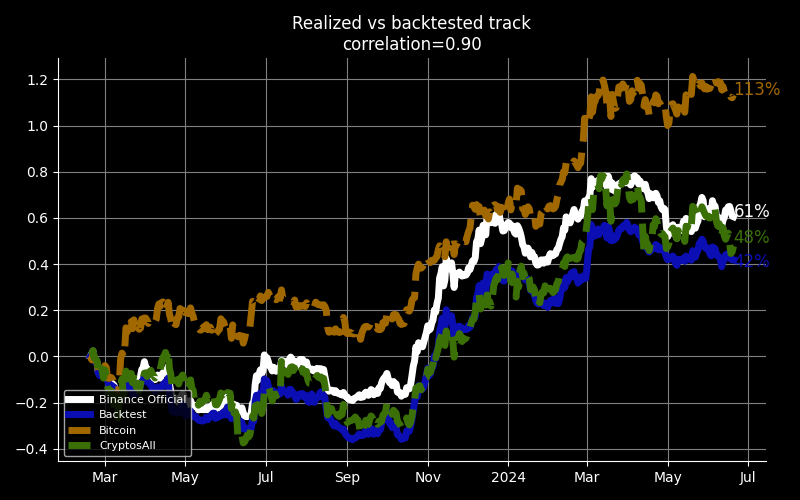 Realized vs backtested track
correlation=0.90
1.2
1.0
0.8
0.6
0.4
0.2
0.0
−0.2
−0.4
113%
61%
48%
42%
Binance Official
Backtest
Bitcoin
CryptosAll
Mar May Jul Sep Nov 2024 Mar May Jul